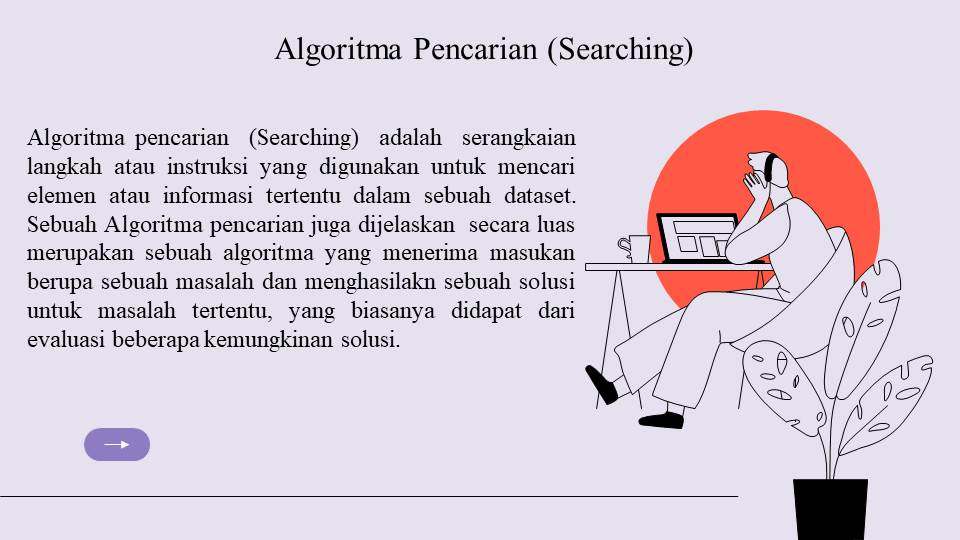 Algoritma Pencarian (Searching)
Algoritma pencarian (Searching) adalah serangkaian
langkah atau instruksi yang digunakan untuk mencari
elemen atau informasi tertentu dalam sebuah dataset.
Sebuah Algoritma pencarian juga dijelaskan secara luas
merupakan sebuah algoritma yang menerima masukan
berupa sebuah masalah dan menghasilakn sebuah solusi
untuk masalah tertentu, yang biasanya didapat dari
evaluasi beberapa kemungkinan solusi.